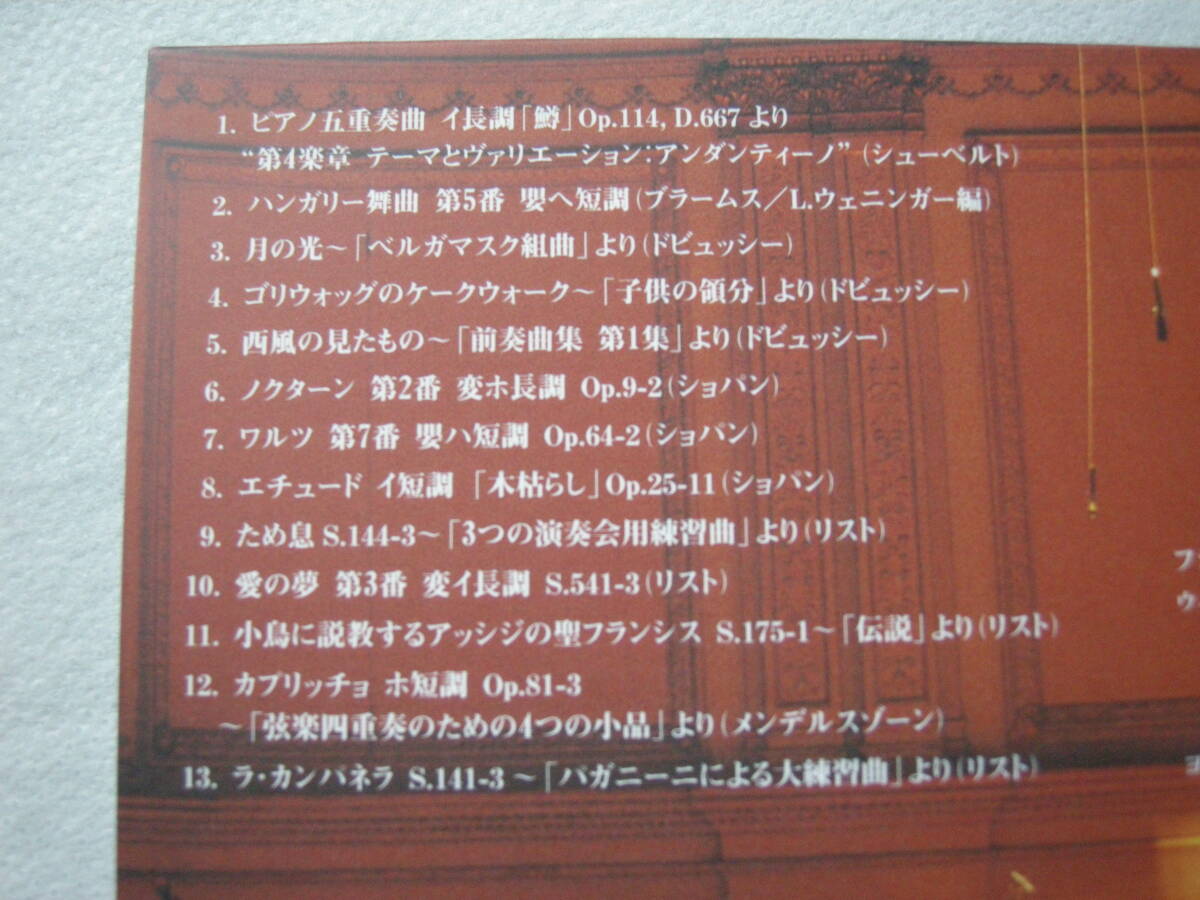 1. ピアノ五重奏曲 イ長調「鱒」Op.114, D.667 より
“第4楽章 テーマとヴァリエーション:アンダンティーノ” (シューベルト)
2. ハンガリー舞曲 第5番 嬰ヘ短調 (ブラームス/L.ウェニンガー編)
3. 月の光~「ベルガマスク組曲」より (ドビュッシー)
4. ゴリウォッグのケークウォーク~「子供の領分」より (ドビュッシー)
5. 西風の見たもの~「前奏曲集 第1集」より (ドビュッシー)
6. ノクターン 第2番 変ホ長調 Op.9-2 (ショパン)
7. ワルツ 第7番 嬰ハ短調 Op.64-2 (ショパン)
8. エチュード イ短調 「木枯らし」Op.25-11 (ショパン)
9. ため息 S.144-3~「3つの演奏会用練習曲」より (リスト)
10. 愛の夢 第3番 変イ長調 S.541-3 (リスト)
11. 小鳥に説教するアッシジの聖フランシス S.175-1~「伝説」より (リスト)
12. カプリッチョ ホ短調 Op.81-3
~「弦楽四重奏のための4つの小品」より (メンデルスゾーン)
13. ラ・カンパネラ S.141-3 ~「パガニーニによる大練習曲」より (リスト)
フ
ゥ